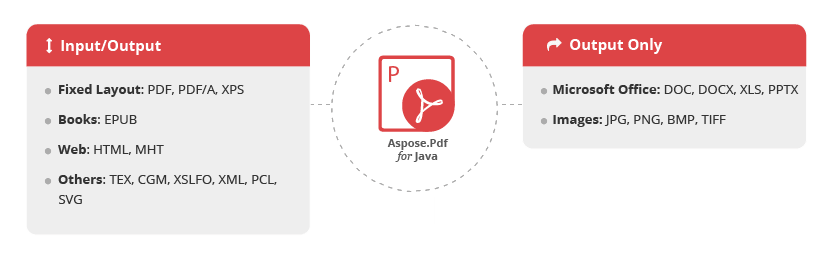 Input/Output
Fixed Layout: PDF, PDF/A, XPS
Books: EPUB
Web: HTML, MHT
Others: TEX, CGM, XSLFO, XML, PCL,
SVG
P
Aspose.Pdf
for Java
Output Only
Microsoft Office: DOC, DOCX, XLS, PPTX
Images: JPG, PNG, BMP, TIFF